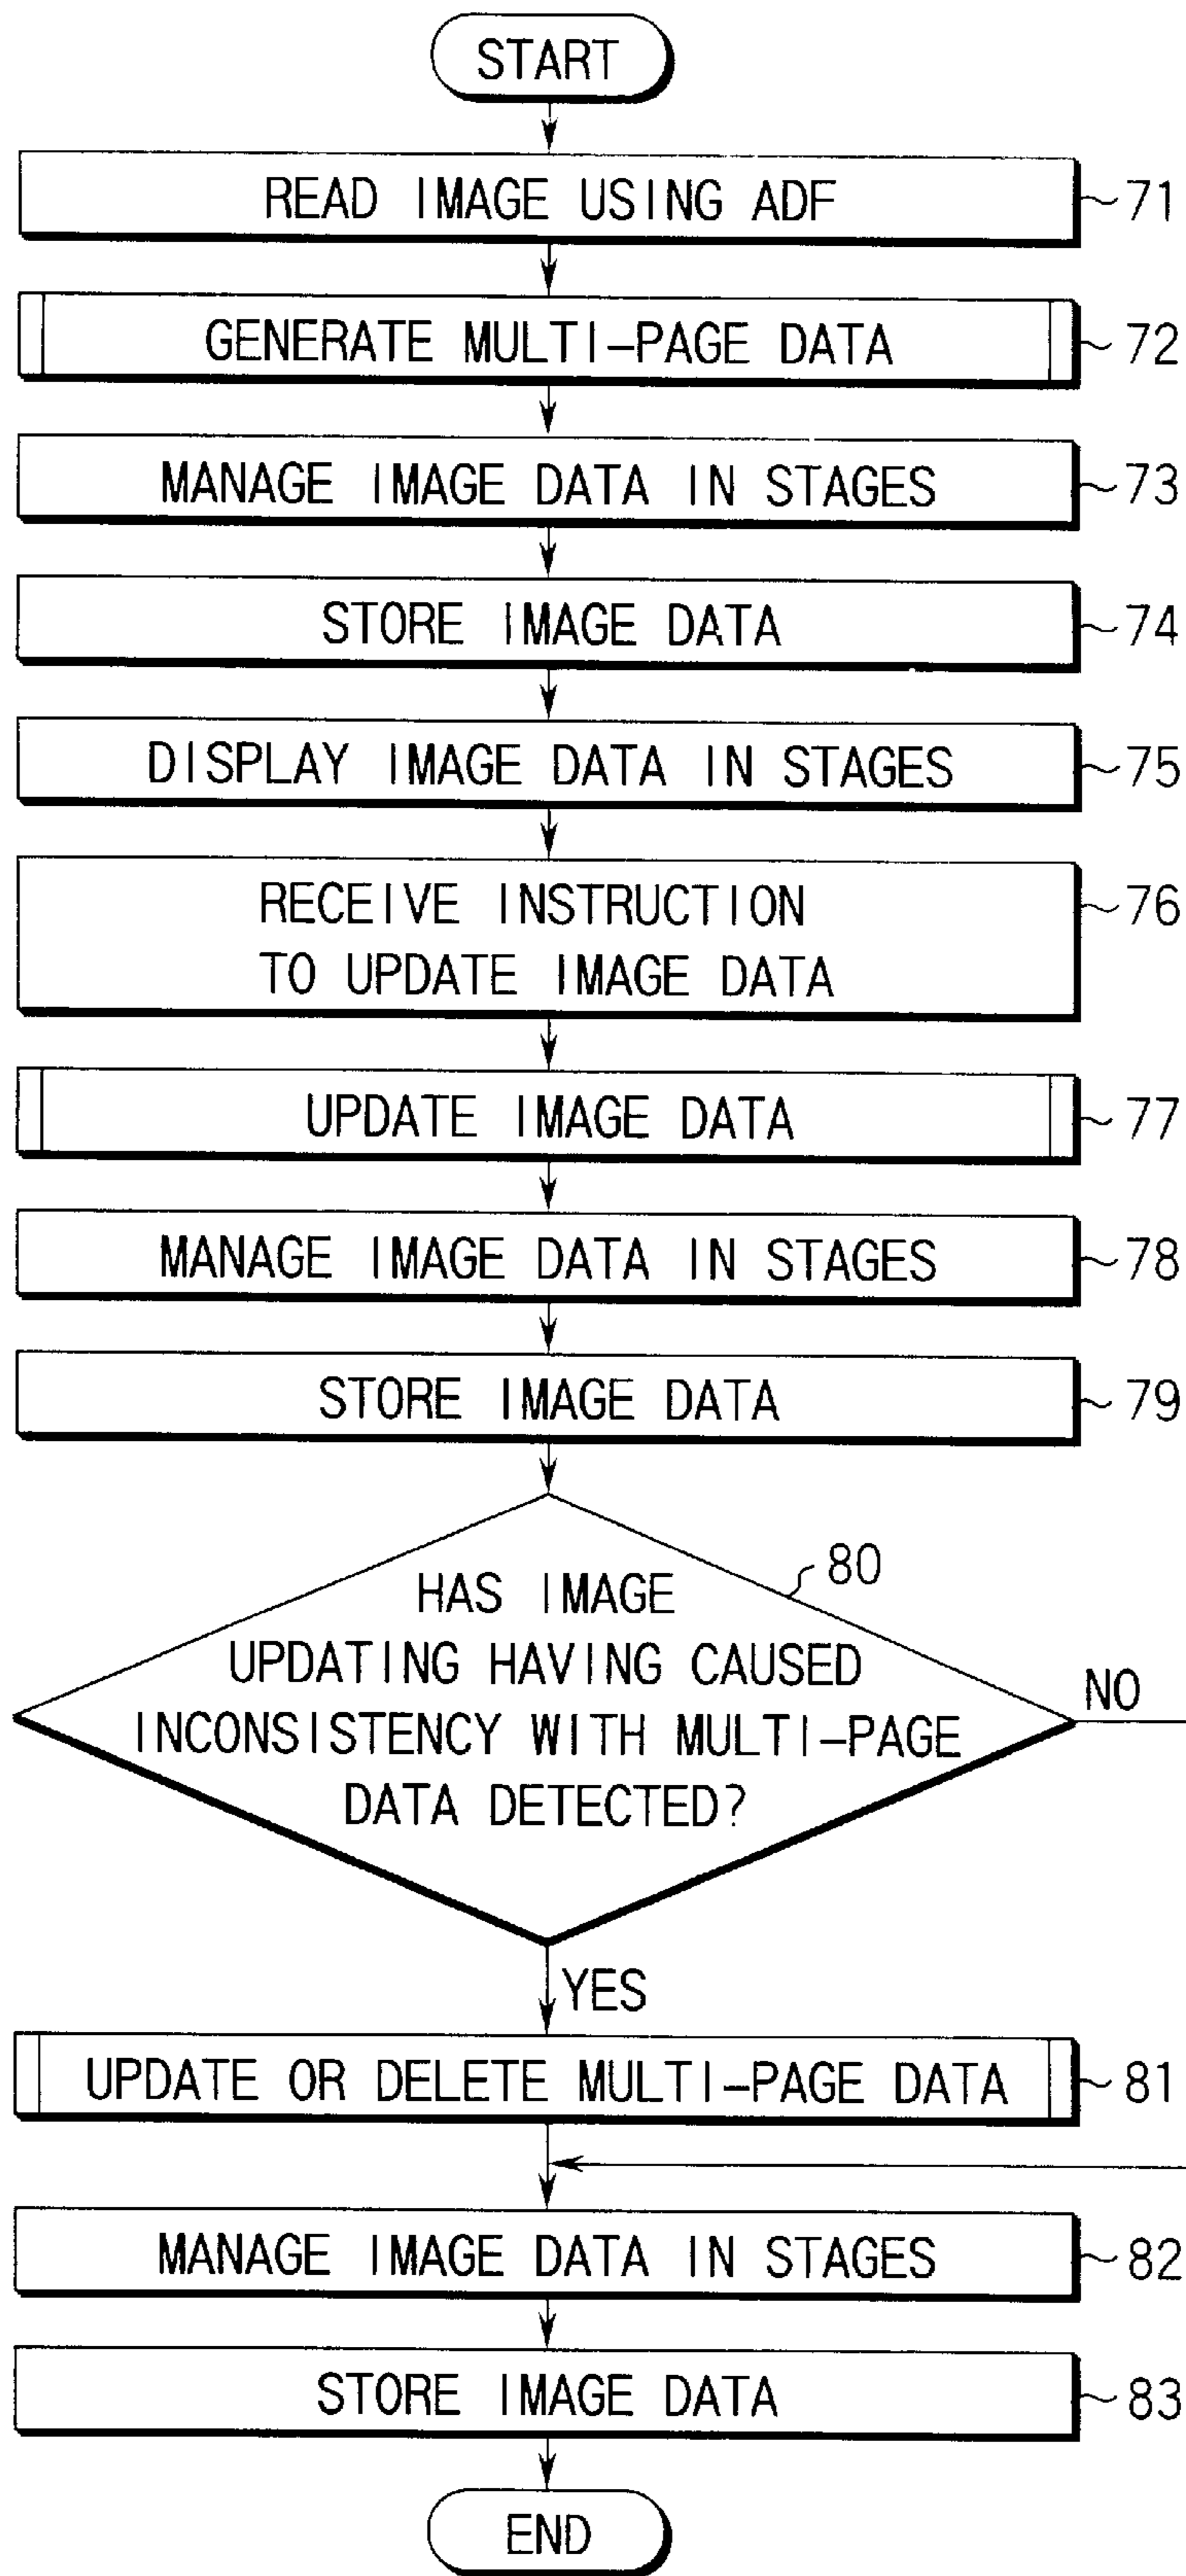 START
READ IMAGE USING ADF
71
GENERATE MULTI-PAGE DATA
72
MANAGE IMAGE DATA IN STAGES
73
STORE IMAGE DATA
74
DISPLAY IMAGE DATA IN STAGES
75
RECEIVE INSTRUCTION
TO UPDATE IMAGE DATA
76
UPDATE IMAGE DATA
77
MANAGE IMAGE DATA IN STAGES
78
STORE IMAGE DATA
79
80
HAS IMAGE
UPDATING HAVING CAUSED
INCONSISTENCY WITH MULTI-PAGE
DATA DETECTED?
NO
YES
UPDATE OR DELETE MULTI-PAGE DATA
81
MANAGE IMAGE DATA IN STAGES
82
STORE IMAGE DATA
83
END